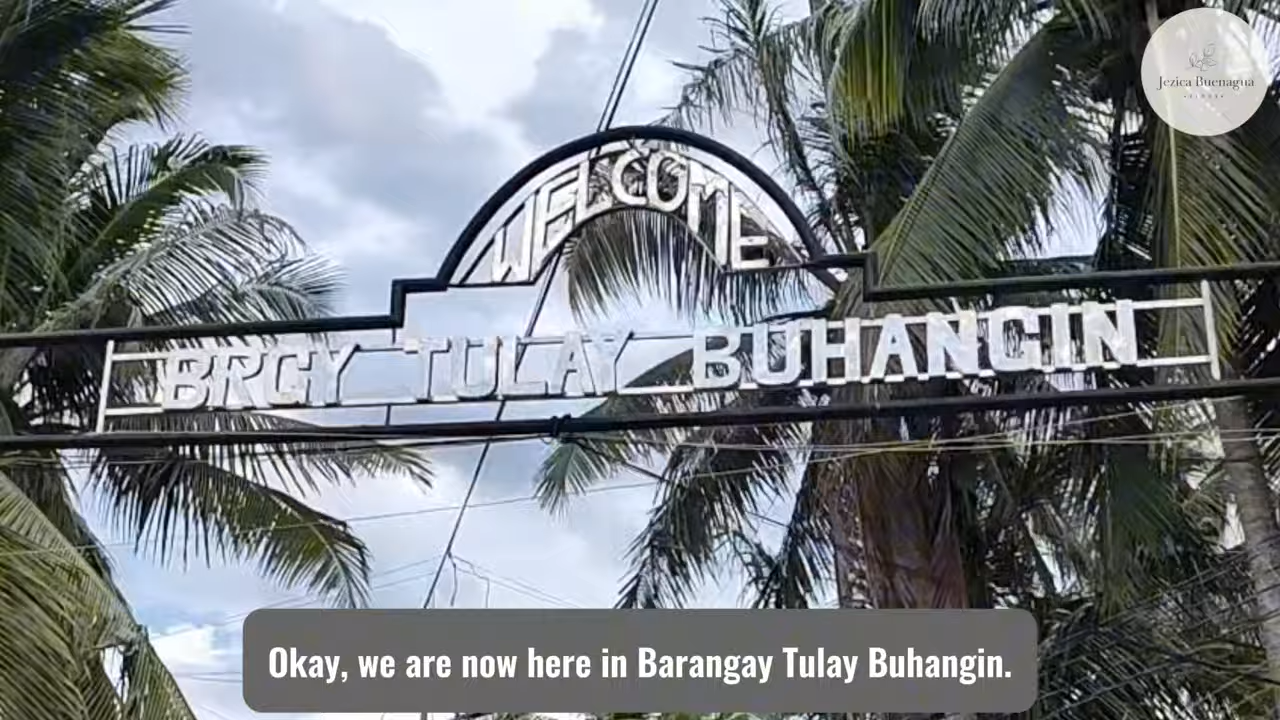 Jezica Buenagua
WELCOME
BRGY TULAY BUHANGIN
Okay, we are now here in Barangay Tulay Buhangin.